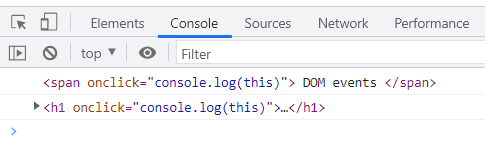 Elements Console Sources Network Performance
top ▼ Filter
<span onclick="console.log(this)"> DOM events </span>
▶<h1 onclick="console.log(this)">…</h1>
>